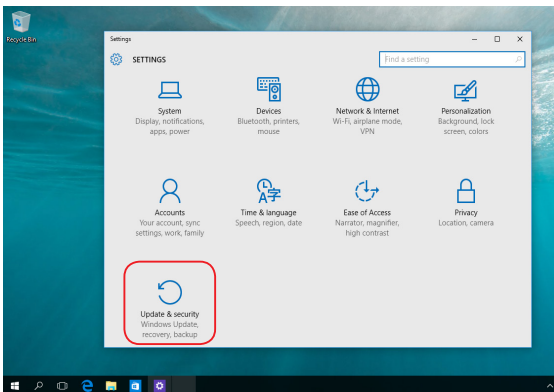 Recycle Bin
Settings
SETTINGS
Find a setting
System
Display, notifications,
apps, power
Devices
Bluetooth, printers,
mouse
Network & Internet
Wi-Fi, airplane mode,
VPN
Personalization
Background, lock
screen, colors
Accounts
Your account, sync
settings, work, family
Time & language
Speech, region, date
Ease of Access
Narrator, magnifier,
high contrast
Privacy
Location, camera
Update & security
Windows Update,
recovery, backup